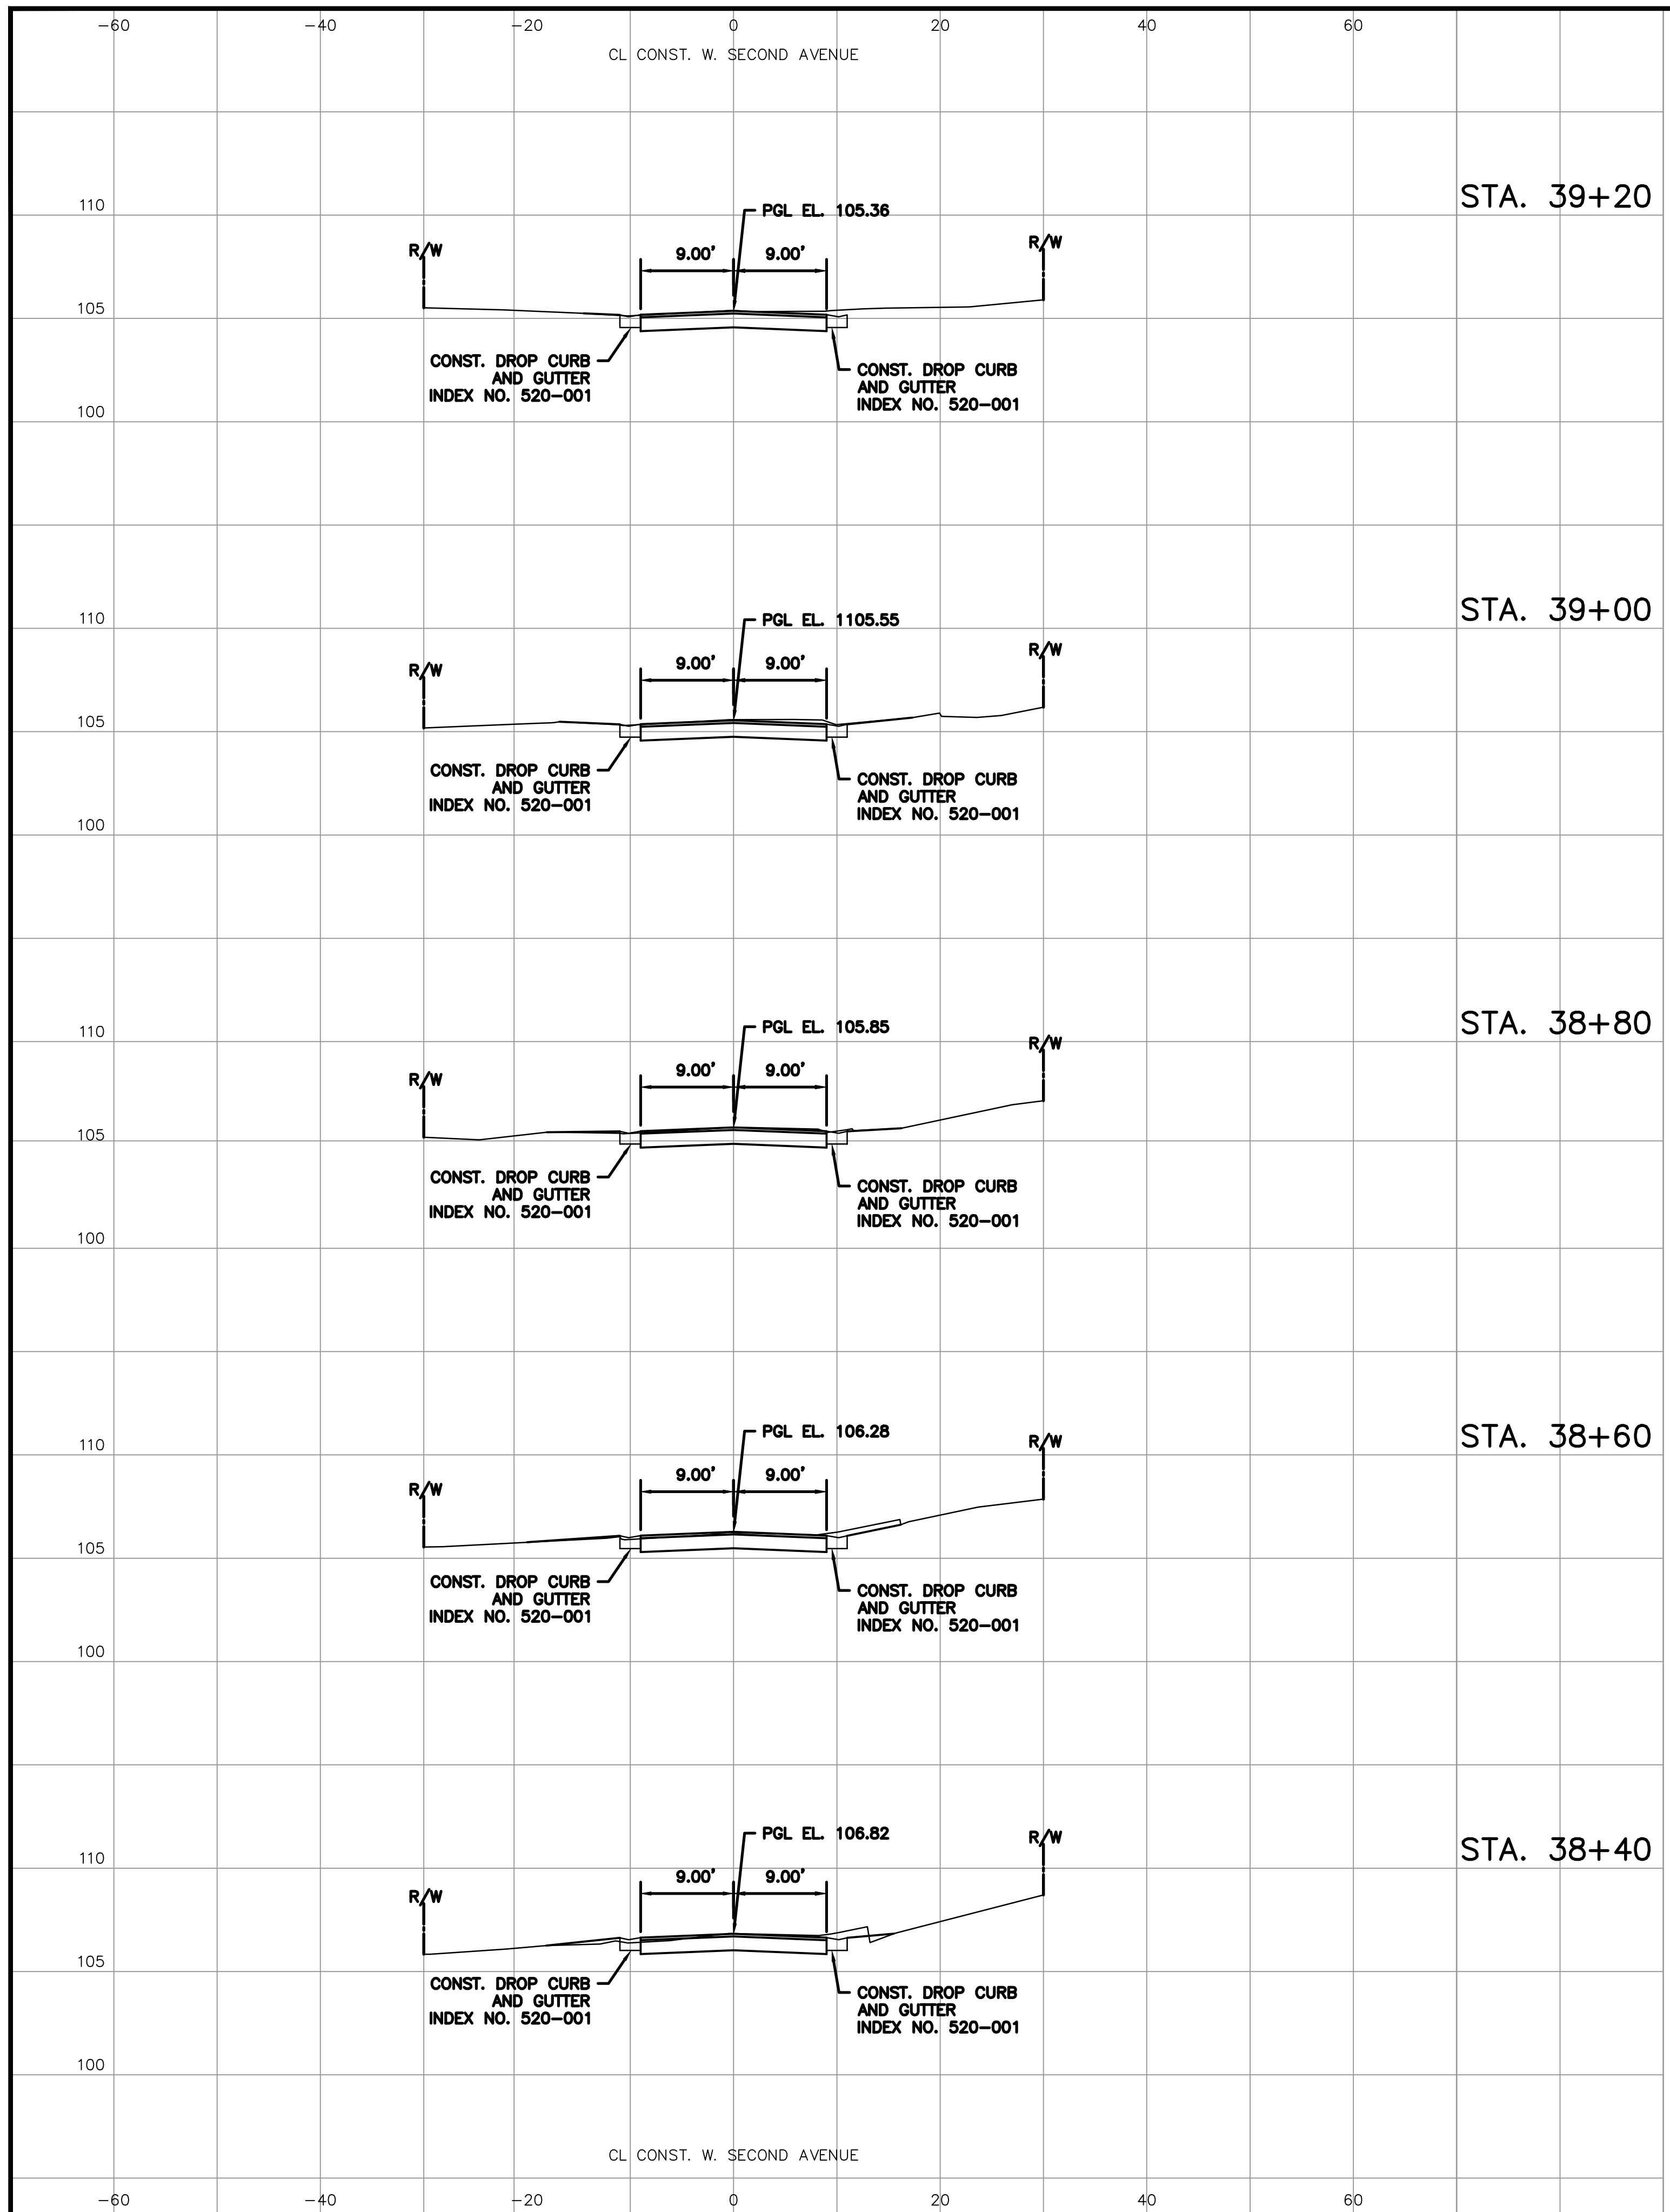 -60 -40 -20 0 20 40 60
CL CONST. W. SECOND AVENUE
STA. 39+20
110
PGL EL. 105.36
R/W
9.00' 9.00'
R/W
105
CONST. DROP CURB
AND GUTTER
INDEX NO. 520-001
CONST. DROP CURB
AND GUTTER
INDEX NO. 520-001
100
STA. 39+00
110
PGL EL. 1105.55
R/W
9.00' 9.00'
R/W
105
CONST. DROP CURB
AND GUTTER
INDEX NO. 520-001
CONST. DROP CURB
AND GUTTER
INDEX NO. 520-001
100
STA. 38+80
110
PGL EL. 105.85
R/W
9.00' 9.00'
R/W
105
CONST. DROP CURB
AND GUTTER
INDEX NO. 520-001
CONST. DROP CURB
AND GUTTER
INDEX NO. 520-001
100
STA. 38+60
110
PGL EL. 106.28
R/W
9.00' 9.00'
R/W
105
CONST. DROP CURB
AND GUTTER
INDEX NO. 520-001
CONST. DROP CURB
AND GUTTER
INDEX NO. 520-001
100
STA. 38+40
110
PGL EL. 106.82
R/W
9.00' 9.00'
R/W
105
CONST. DROP CURB
AND GUTTER
INDEX NO. 520-001
CONST. DROP CURB
AND GUTTER
INDEX NO. 520-001
100
CL CONST. W. SECOND AVENUE
-60 -40 -20 0 20 40 60